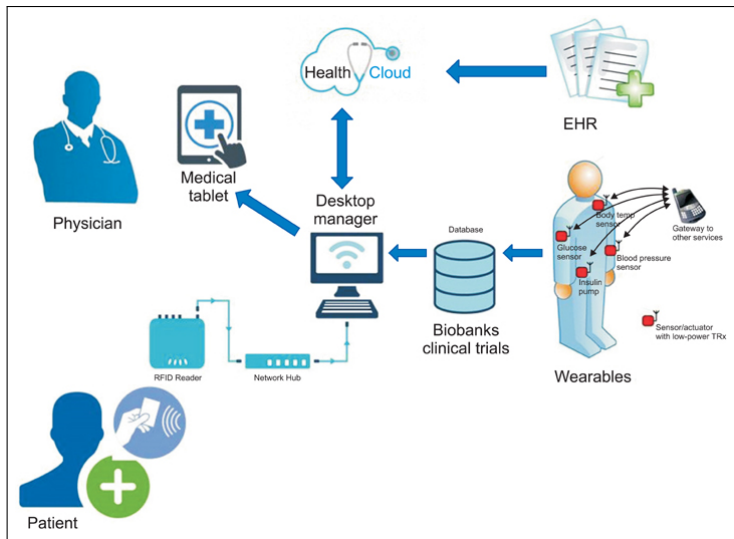 Health Cloud
EHR
Physician
Medical
tablet
Desktop
manager
Database
Biobanks
clinical trials
Body temp
sensor
Glucose
sensor
Blood pressure
sensor
Insulin
pump
Gateway to
other services
Sensor/actuator
with low-power TRx
Wearables
RFID Reader
Network Hub
Patient